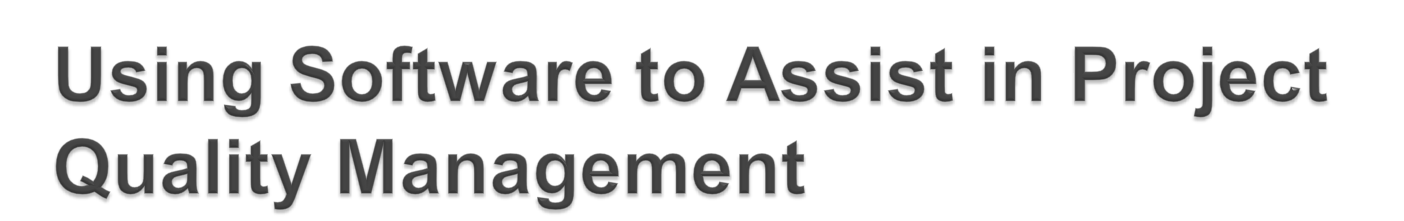 Using Software to Assist in Project
Quality Management